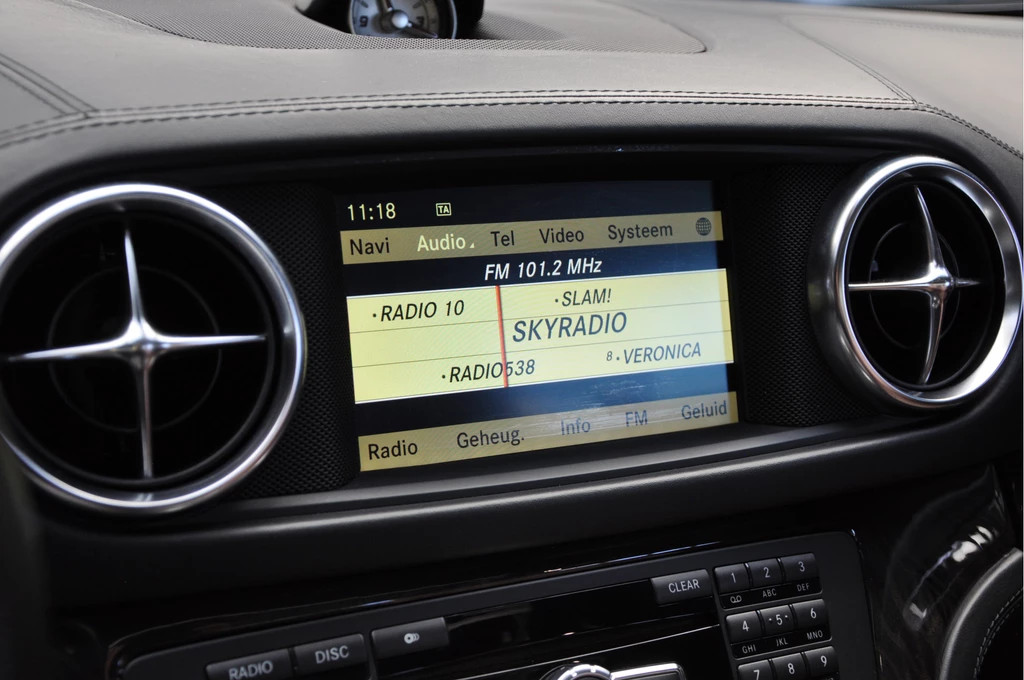 9
11:18 TA
Navi Audio Tel Video Systeem
FM 101.2 MHz
·RADIO 10 ·SLAM!
SKYRADIO
·RADIO538 8·VERONICA
Radio Geheug. Info FM Geluid
CLEAR 1 2 3
ABC DEF
4 ·5· 6
GHI JKL MNO
RADIO DISC 7 8 9